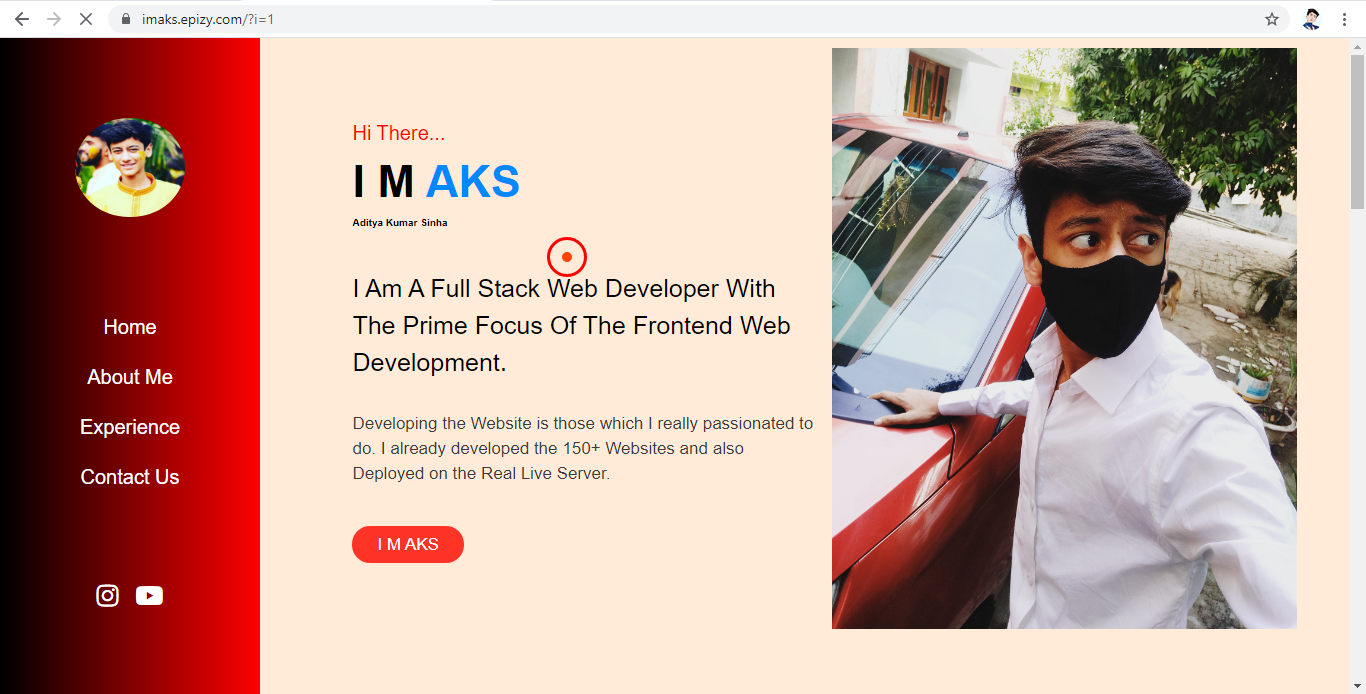 imaks.epizy.com/?i=1
Home
About Me
Experience
Contact Us
Hi There...
I M AKS
Aditya Kumar Sinha
I Am A Full Stack Web Developer With
The Prime Focus Of The Frontend Web
Development.
Developing the Website is those which I really passionated to
do. I already developed the 150+ Websites and also
Deployed on the Real Live Server.
I M AKS